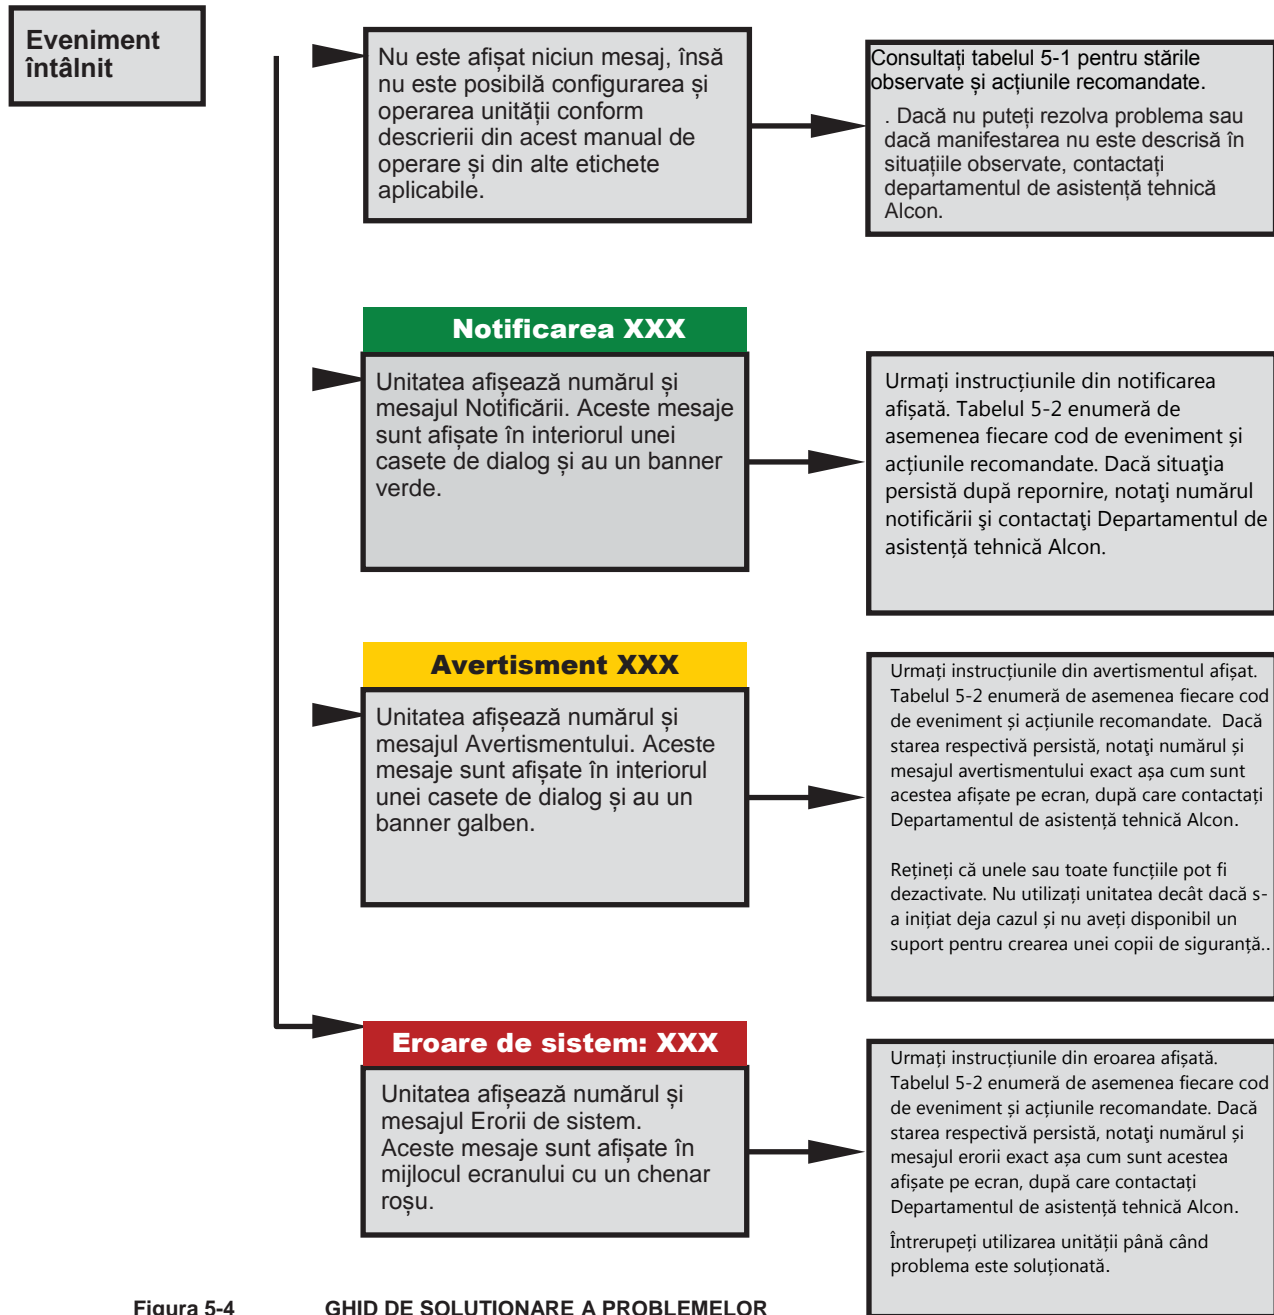 Eveniment
întâlnit
Nu este afișat niciun mesaj, însă
nu este posibilă configurarea și
operarea unității conform
descrierii din acest manual de
operare și din alte etichete
aplicabile.
Consultați tabelul 5-1 pentru stările
observate și acțiunile recomandate.
. Dacă nu puteți rezolva problema sau
dacă manifestarea nu este descrisă în
situațiile observate, contactați
departamentul de asistență tehnică
Alcon.
Notificarea XXX
Unitatea afișează numărul și
mesajul Notificării. Aceste mesaje
sunt afișate în interiorul unei
casete de dialog și au un banner
verde.
Urmați instrucțiunile din notificarea
afișată. Tabelul 5-2 enumeră de
asemenea fiecare cod de eveniment și
acțiunile recomandate. Dacă situaţia
persistă după repornire, notaţi numărul
notificării şi contactaţi Departamentul de
asistență tehnică Alcon.
Avertisment XXX
Unitatea afișează numărul și
mesajul Avertismentului. Aceste
mesaje sunt afișate în interiorul
unei casete de dialog și au un
banner galben.
Urmați instrucțiunile din avertismentul afișat.
Tabelul 5-2 enumeră de asemenea fiecare cod
de eveniment și acțiunile recomandate.  Dacă
starea respectivă persistă, notaţi numărul și
mesajul avertismentului exact așa cum sunt
acestea afișate pe ecran, după care contactați
Departamentul de asistență tehnică Alcon.
Rețineți că unele sau toate funcțiile pot fi
dezactivate. Nu utilizați unitatea decât dacă s-
a inițiat deja cazul și nu aveți disponibil un
suport pentru crearea unei copii de siguranță..
Eroare de sistem: XXX
Unitatea afișează numărul și
mesajul Erorii de sistem.
Aceste mesaje sunt afișate în
mijlocul ecranului cu un chenar
roșu.
Urmați instrucțiunile din eroarea afișată.
Tabelul 5-2 enumeră de asemenea fiecare cod
de eveniment și acțiunile recomandate. Dacă
starea respectivă persistă, notaţi numărul și
mesajul erorii exact așa cum sunt acestea
afișate pe ecran, după care contactați
Departamentul de asistență tehnică Alcon.
Întrerupeți utilizarea unității până când
problema este soluționată.
Figura 5-4 GHID DE SOLUȚIONARE A PROBLEMELOR